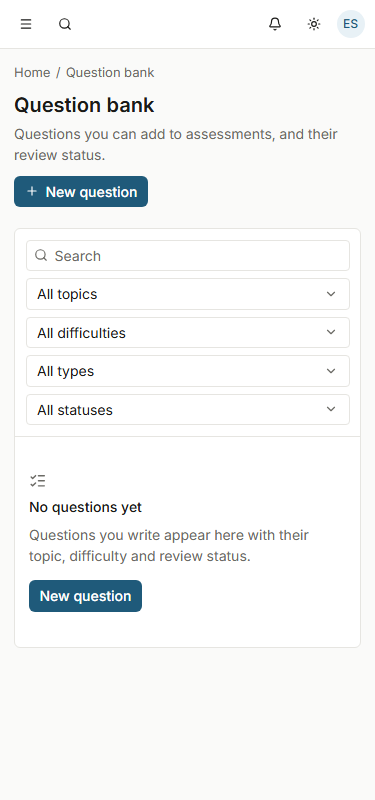 ES
Home / Question bank
Question bank
Questions you can add to assessments, and their
review status.
New question
Search
All topics
All difficulties
All types
All statuses
No questions yet
Questions you write appear here with their
topic, difficulty and review status.
New question